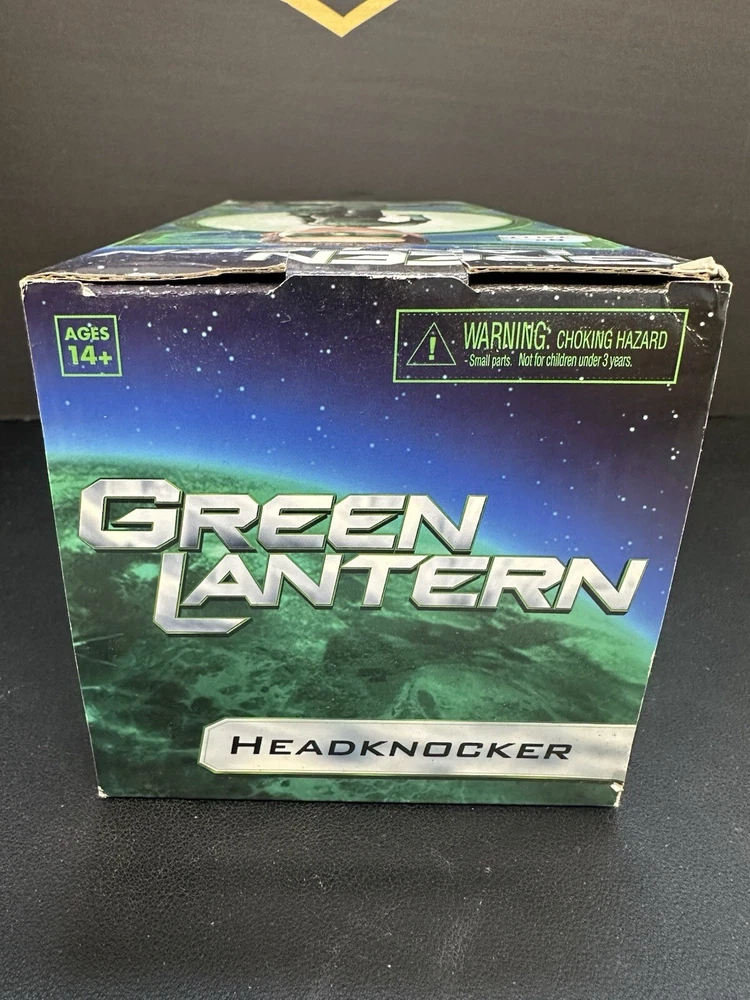 AGES
14+
WARNING: CHOKING HAZARD
Small parts. Not for children under 3 years.
GREEN
LANTERN
HEADKNOCKER